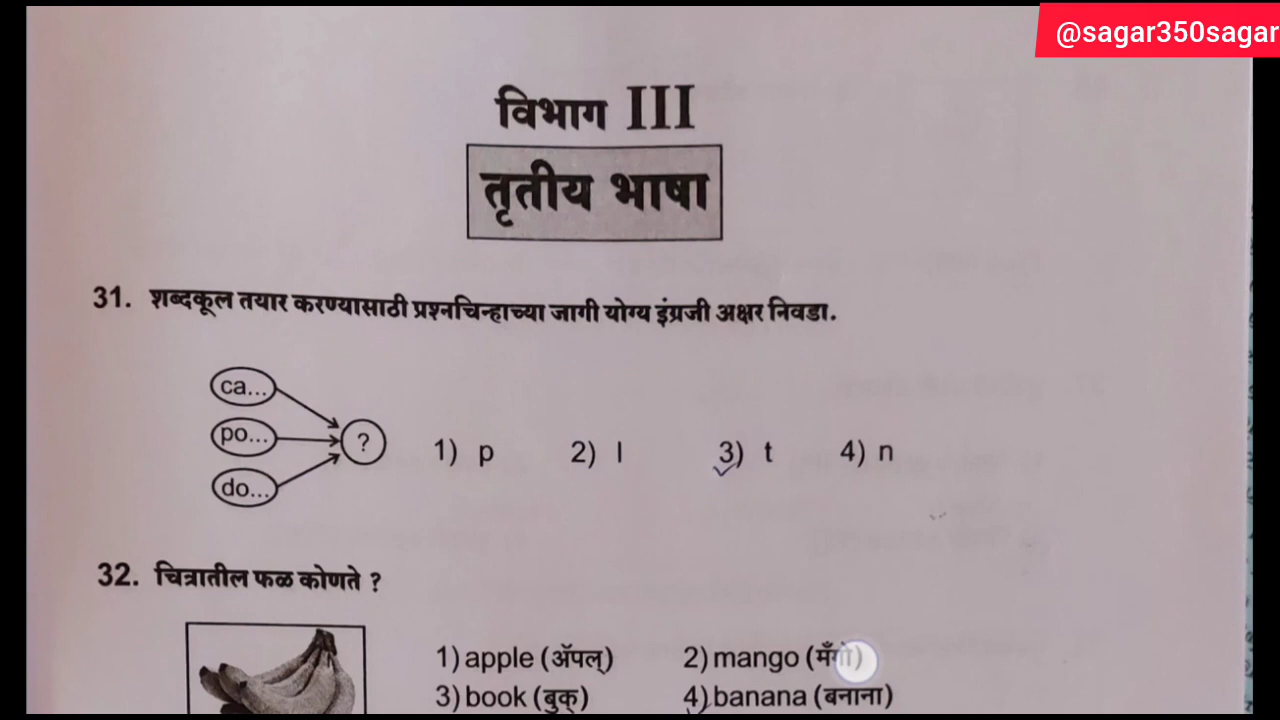 @sagar350sagar
विभाग III
तृतीय भाषा
31. शब्दकूल तयार करण्यासाठी प्रश्नचिन्हाच्या जागी योग्य इंग्रजी अक्षर निवडा.
ca...
po...
do...
?
1) p 2) l 3) t 4) n
32. चित्रातील फळ कोणते ?
1) apple (ॲपल्) 2) mango (मँगो)
3) book (बुक्) 4) banana (बनाना)